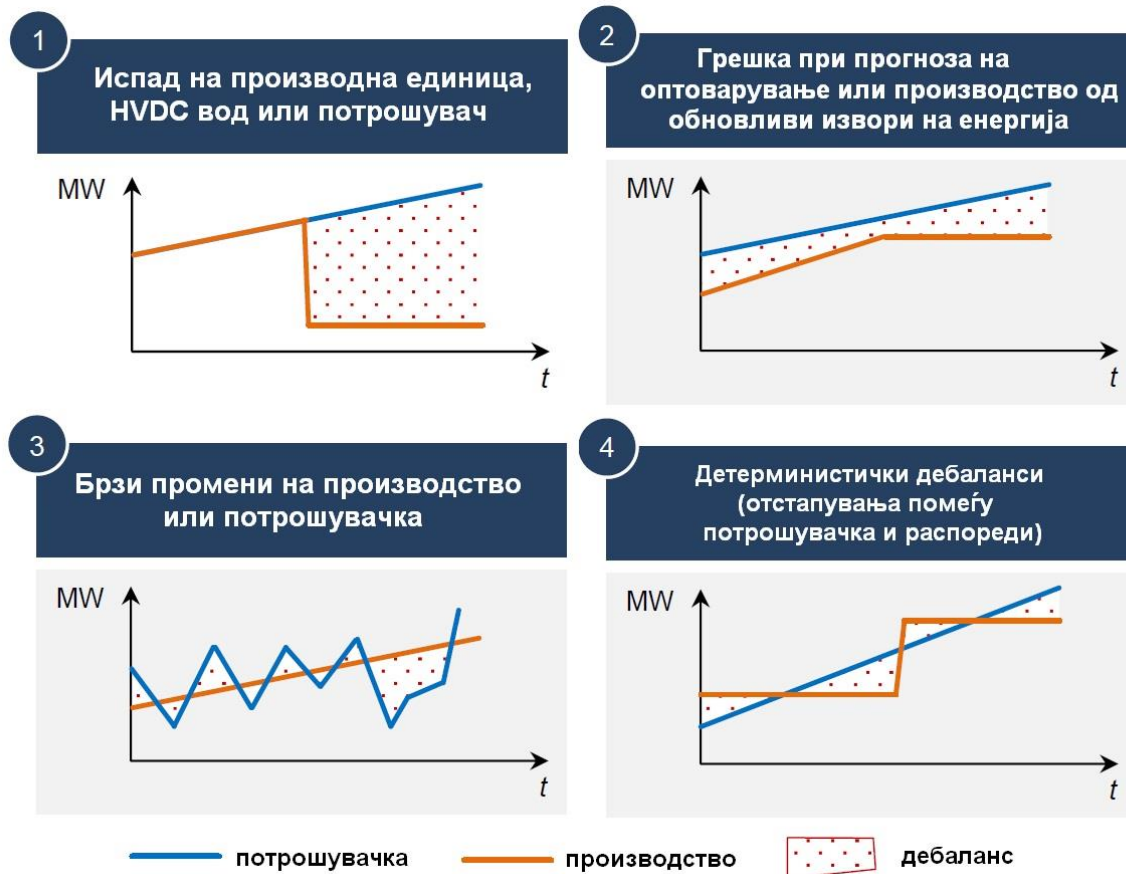 1
Испад на производна единица,
HVDC вод или потрошувач
MW
t
2
Грешка при прогноза на
оптоварување или производство од
обновливи извори на енергија
MW
t
3
Брзи промени на производство
или потрошувачка
MW
t
4
Детерминистички дебаланси
(отстапувања помеѓу
потрошувачка и распореди)
MW
t
потрошувачка
производство
дебаланс